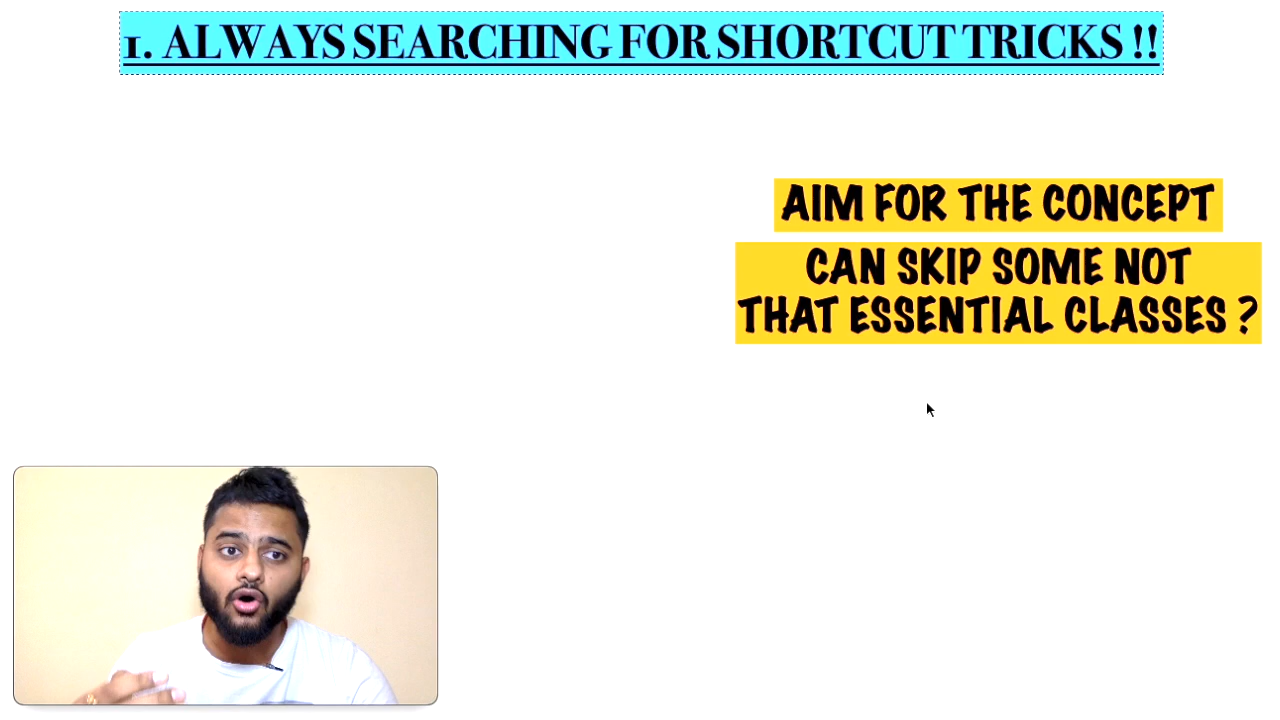 1. ALWAYS SEARCHING FOR SHORTCUT TRICKS !!
AIM FOR THE CONCEPT
CAN SKIP SOME NOT
THAT ESSENTIAL CLASSES ?